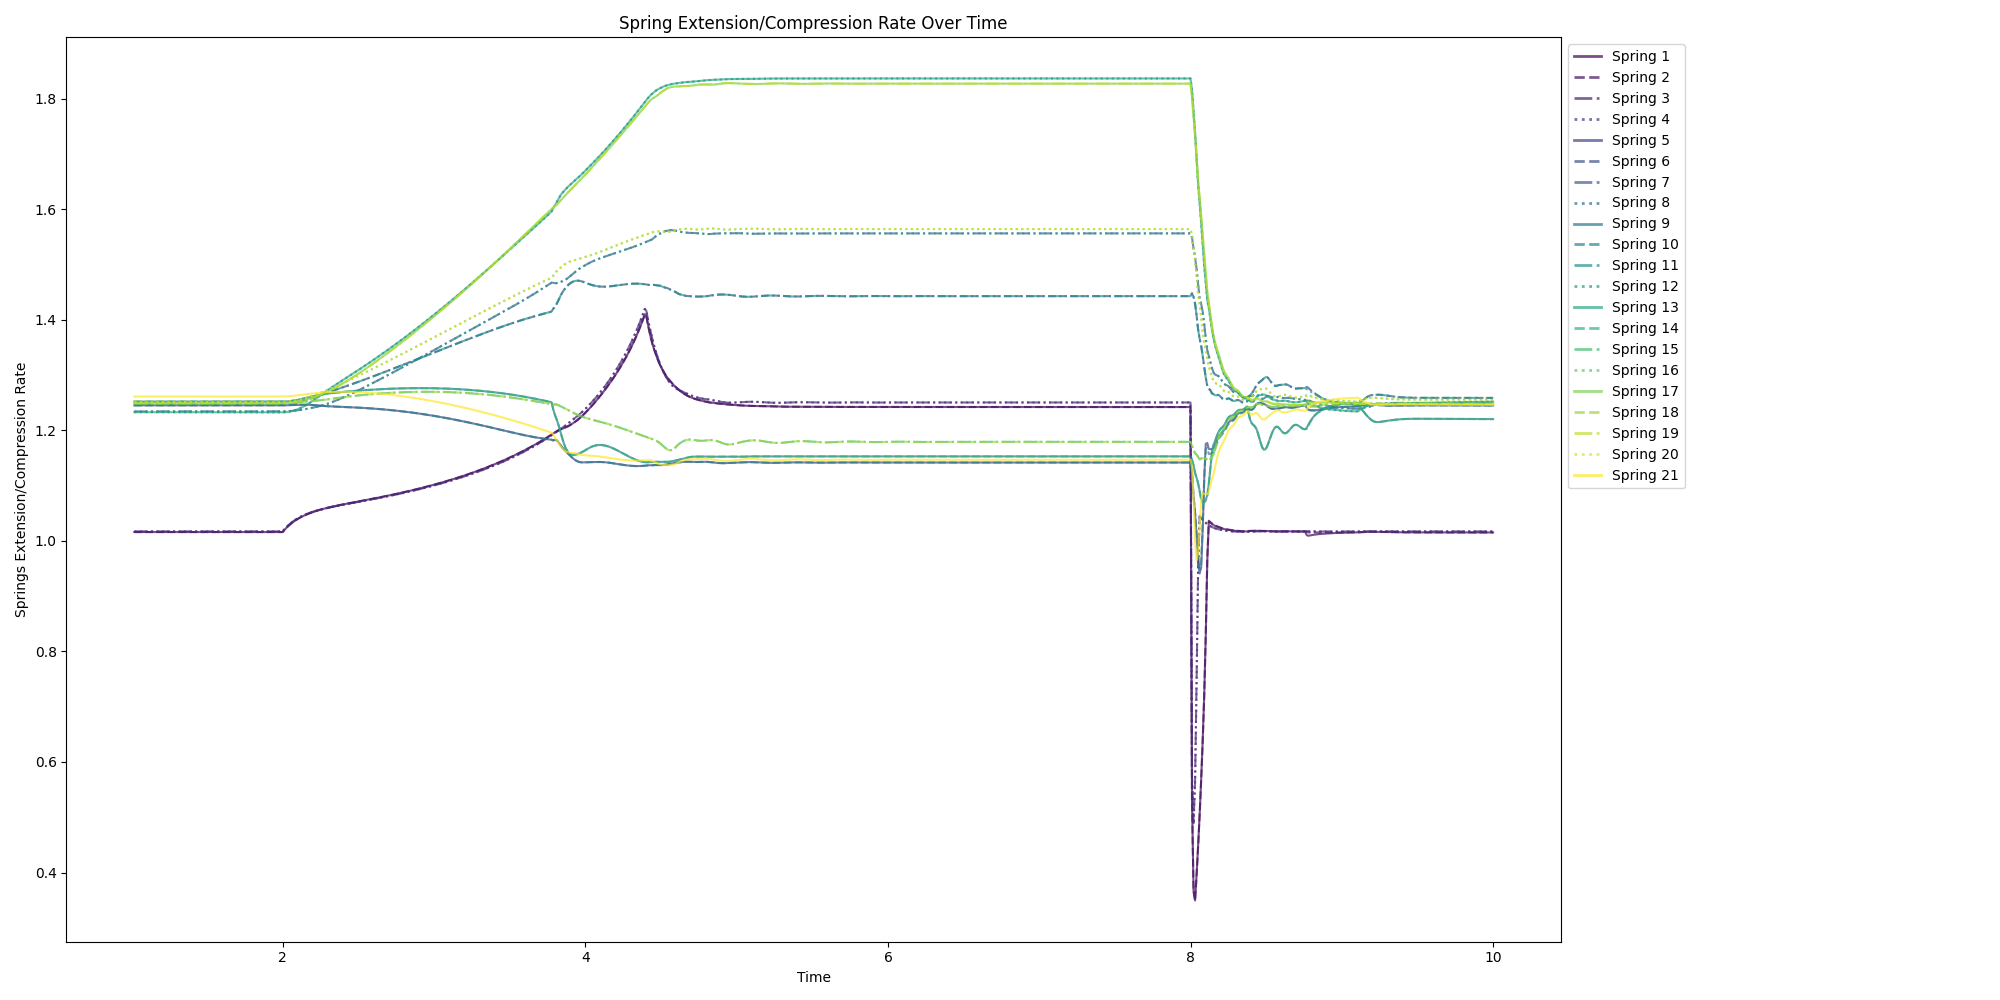 Spring Extension/Compression Rate Over Time
Springs Extension/Compression Rate
1.8
1.6
1.4
1.2
1.0
0.8
0.6
0.4
2
4
6
8
10
Time
Spring 1
Spring 2
Spring 3
Spring 4
Spring 5
Spring 6
Spring 7
Spring 8
Spring 9
Spring 10
Spring 11
Spring 12
Spring 13
Spring 14
Spring 15
Spring 16
Spring 17
Spring 18
Spring 19
Spring 20
Spring 21